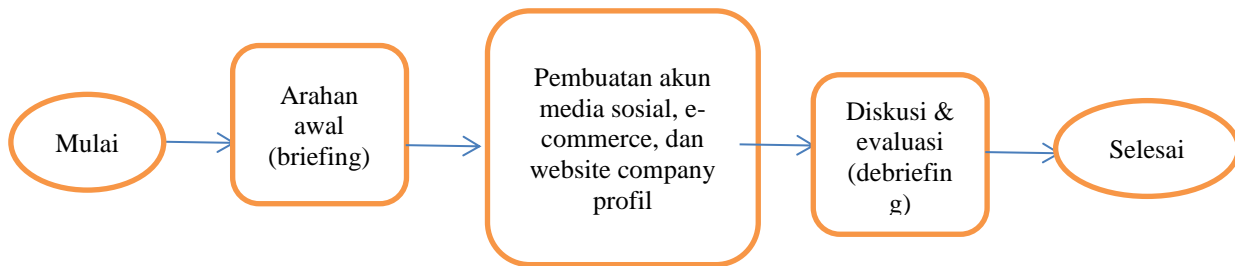 Mulai
Arahan
awal
(briefing)
Pembuatan akun
media sosial, e-
commerce, dan
website company
profil
Diskusi &
evaluasi
(debriefin
g)
Selesai